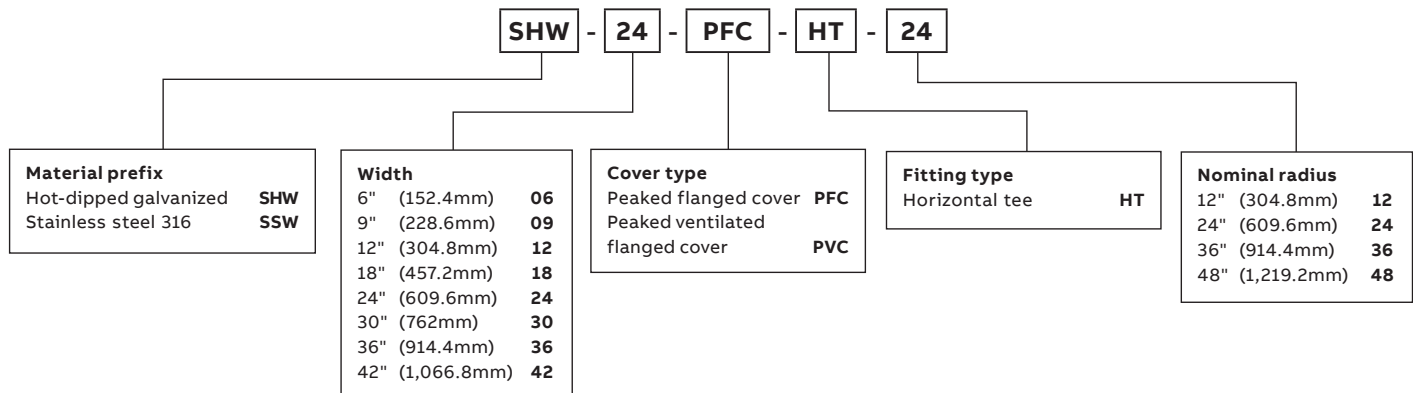 SHW - 24 - PFC - HT - 24
Material prefix
Hot-dipped galvanized SHW
Stainless steel 316 SSW
Width
6" (152.4mm) 06
9" (228.6mm) 09
12" (304.8mm) 12
18" (457.2mm) 18
24" (609.6mm) 24
30" (762mm) 30
36" (914.4mm) 36
42" (1,066.8mm) 42
Cover type
Peaked flanged cover PFC
Peaked ventilated
flanged cover PVC
Fitting type
Horizontal tee HT
Nominal radius
12" (304.8mm) 12
24" (609.6mm) 24
36" (914.4mm) 36
48" (1,219.2mm) 48